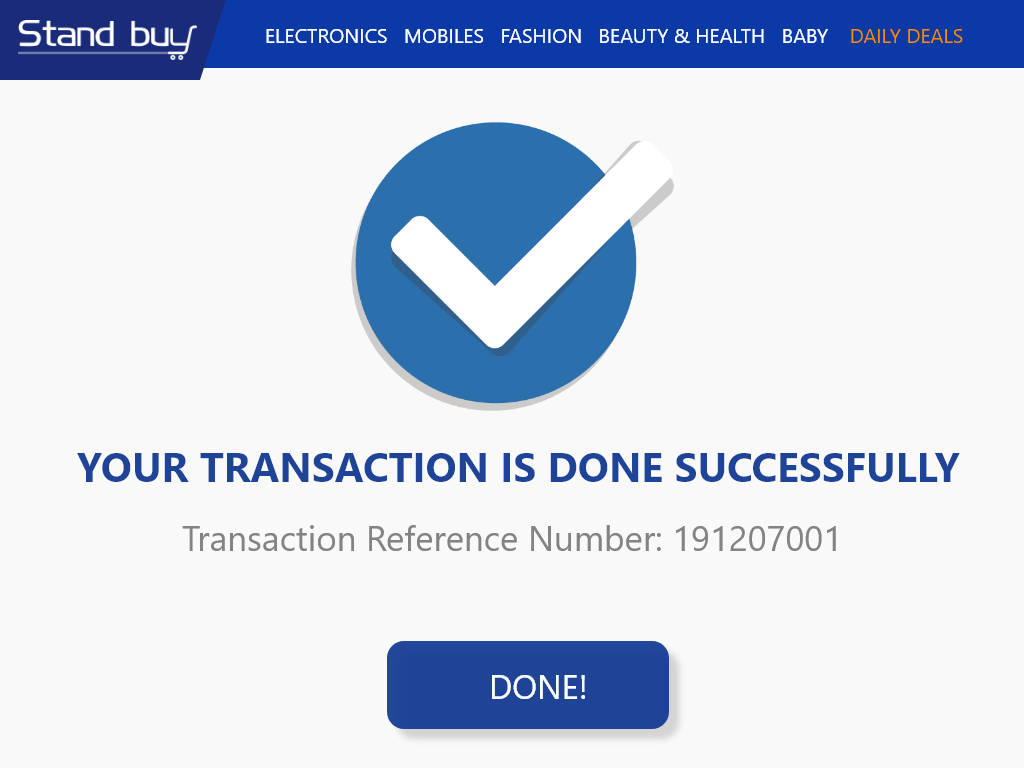 Stand buy
ELECTRONICS MOBILES FASHION BEAUTY & HEALTH BABY DAILY DEALS
YOUR TRANSACTION IS DONE SUCCESSFULLY
Transaction Reference Number: 191207001
DONE!